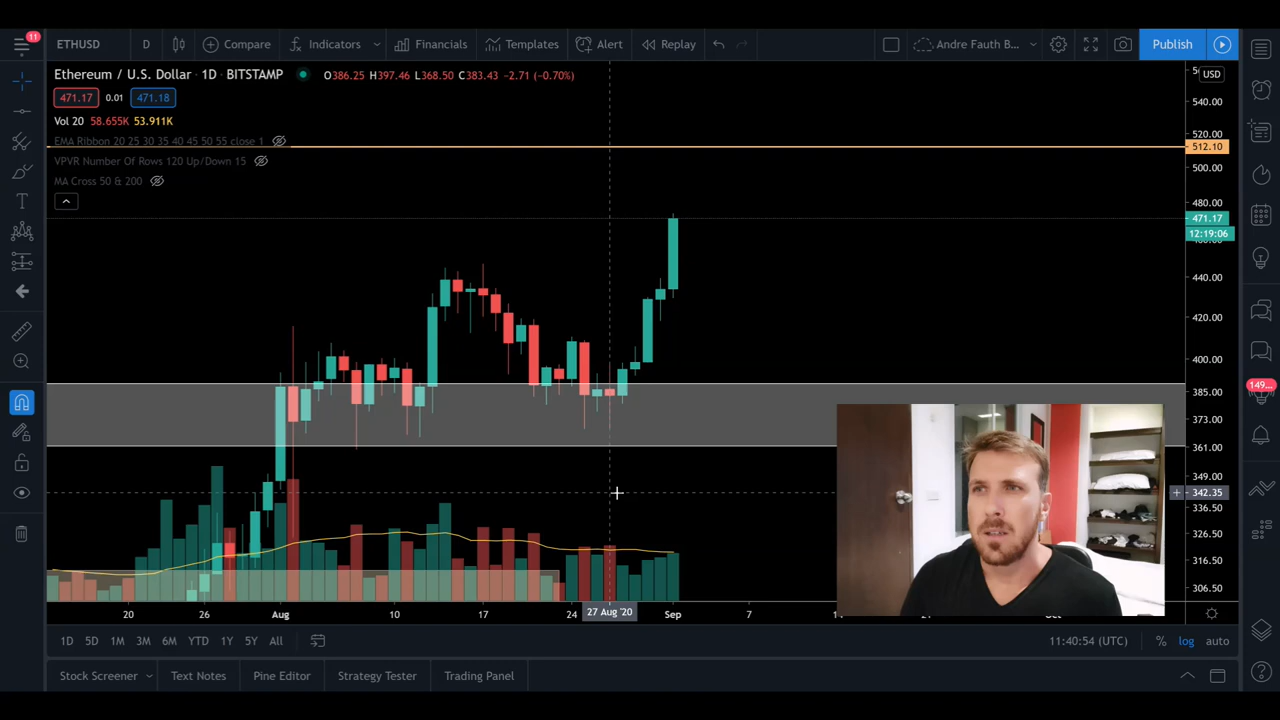 11
ETHUSD D Compare Indicators Financials Templates Alert Replay Andre Fauth B... Publish
Ethereum / U.S. Dollar · 1D · BITSTAMP O386.25 H397.46 L368.50 C383.43 −2.71 (−0.70%)
USD
471.17 0.01 471.18
540.00
Vol 20 58.655K 53.911K
520.00
EMA Ribbon 20 25 30 35 40 45 50 55 close 1
512.10
VPVR Number Of Rows 120 Up/Down 15
500.00
MA Cross 50 & 200
480.00
471.17
12:19:06
440.00
420.00
400.00
385.00
149...
373.00
361.00
349.00
342.35
336.50
326.50
316.50
306.50
20 26 Aug 10 17 24 27 Aug '20 Sep 7
1D 5D 1M 3M 6M YTD 1Y 5Y All 11:40:54 (UTC) % log auto
Stock Screener Text Notes Pine Editor Strategy Tester Trading Panel